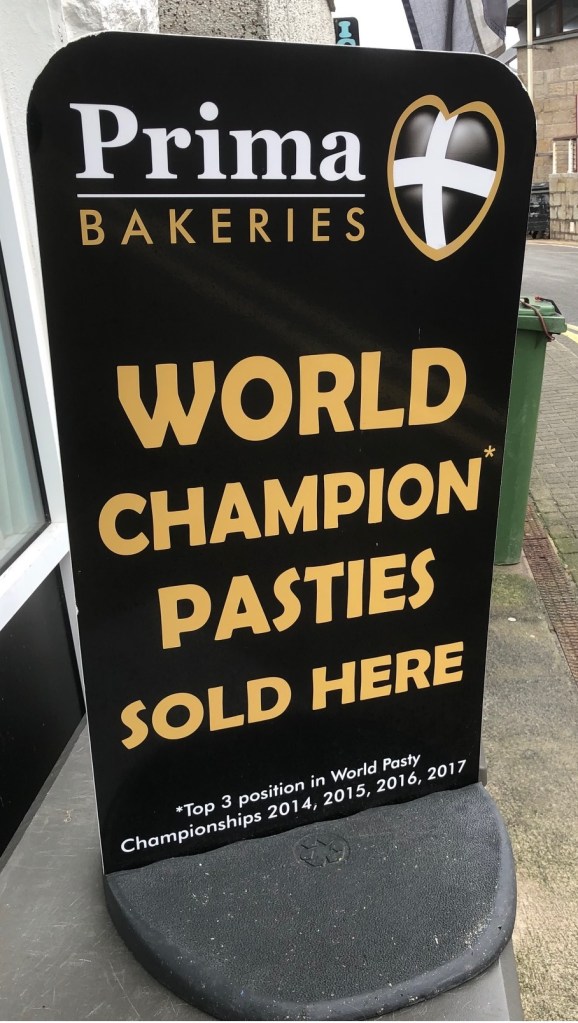 Prima
BAKERIES
WORLD
CHAMPION*
PASTIES
SOLD HERE
*Top 3 position in World Pasty
Championships 2014, 2015, 2016, 2017